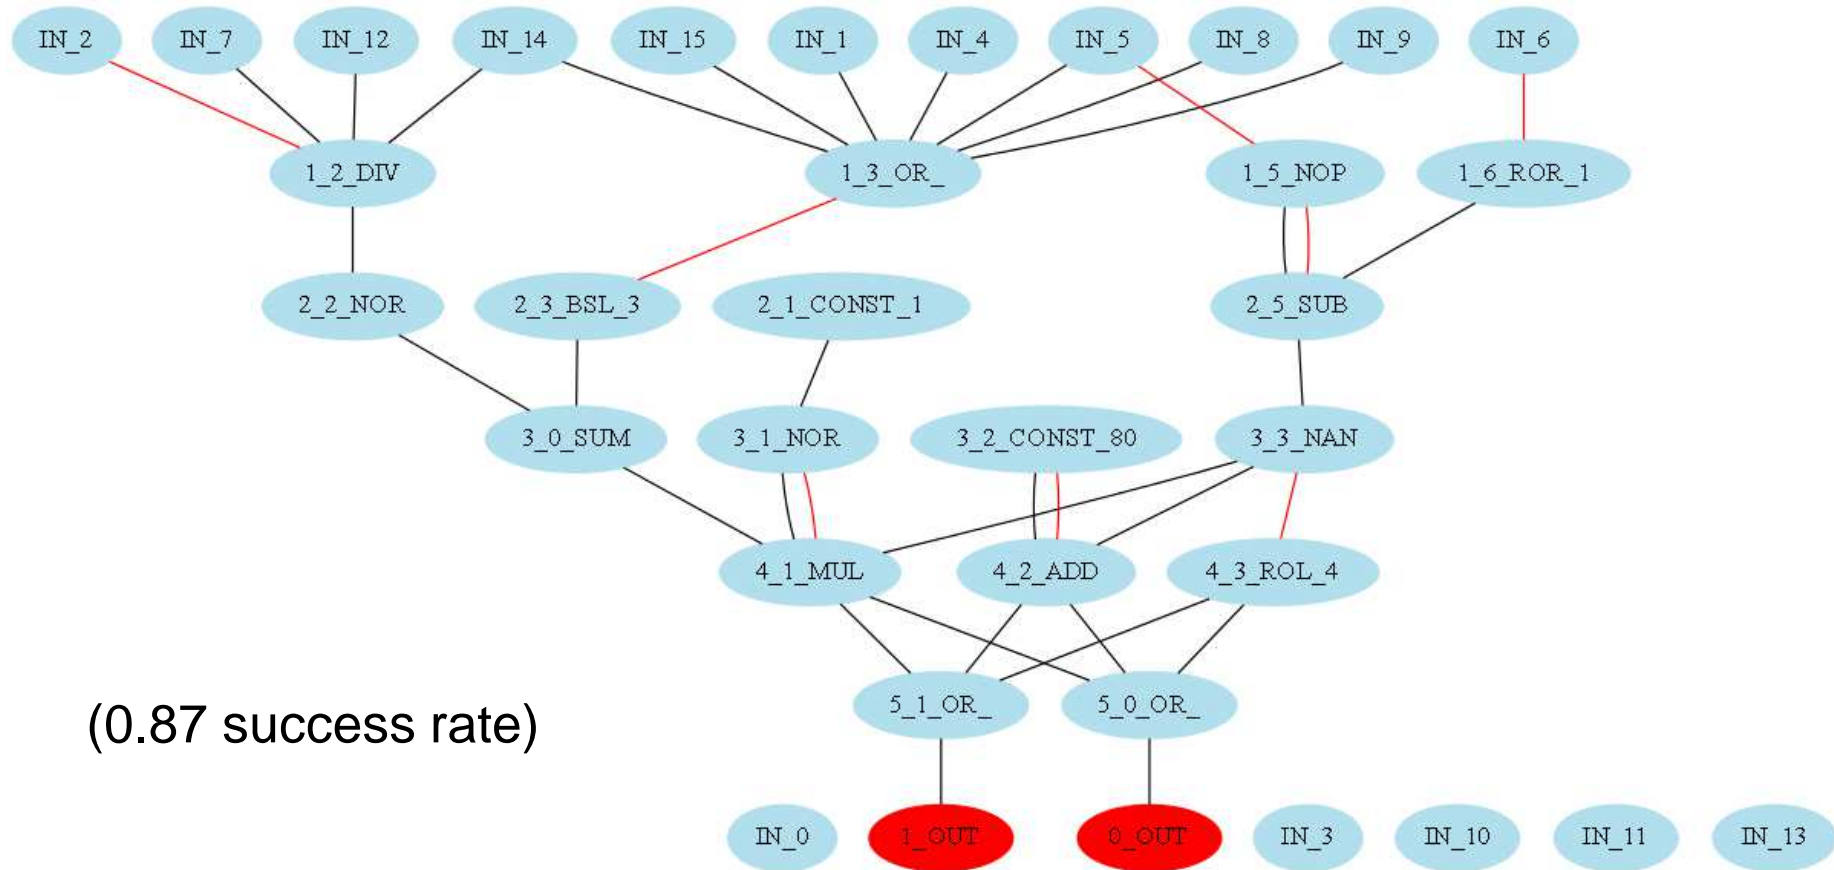 IN_2
IN_7
IN_12
IN_14
IN_15
IN_1
IN_4
IN_5
IN_8
IN_9
IN_6
1_2_DIV
1_3_OR_
1_5_NOP
1_6_ROR_1
2_2_NOR
2_3_BSL_3
2_1_CONST_1
2_5_SUB
3_0_SUM
3_1_NOR
3_2_CONST_80
3_3_NAN
4_1_MUL
4_2_ADD
4_3_ROL_4
5_1_OR_
5_0_OR_
(0.87 success rate)
IN_0
1_OUT
0_OUT
IN_3
IN_10
IN_11
IN_13